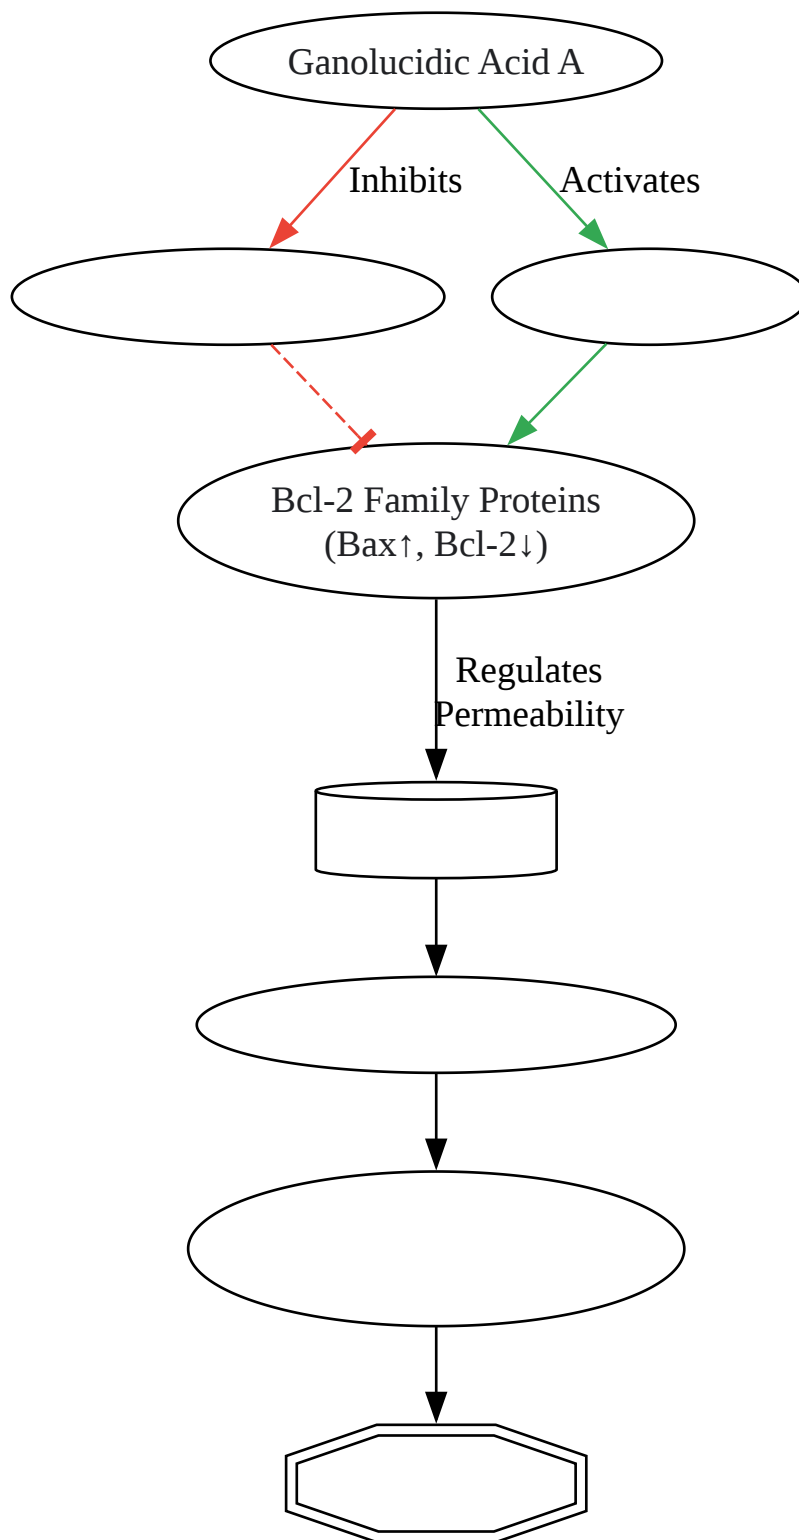 Ganolucidic Acid A
Inhibits
Activates
Bcl-2 Family Proteins
(Bax↑, Bcl-2↓)
Regulates
Permeability